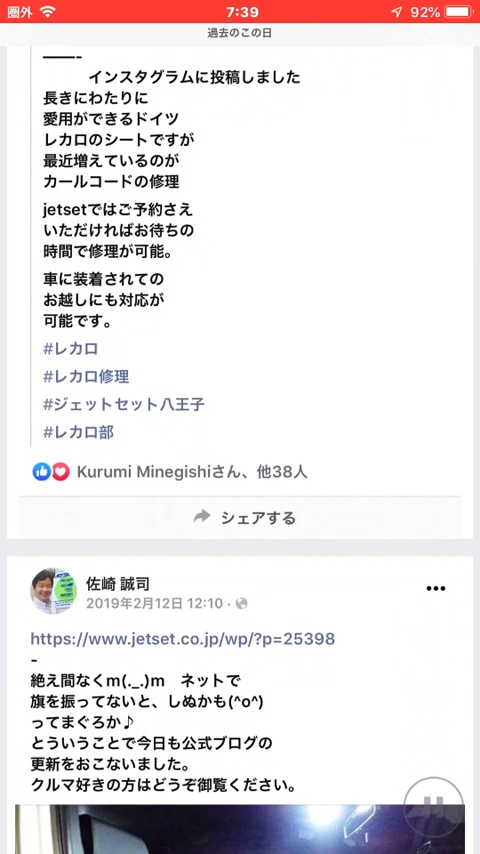 圏外 7:39 92%
過去のこの日
——-
インスタグラムに投稿しました
長きにわたりに
愛用ができるドイツ
レカロのシートですが
最近増えているのが
カールコードの修理
jetsetではご予約さえ
いただければお待ちの
時間で修理が可能。
車に装着されての
お越しにも対応が
可能です。
#レカロ
#レカロ修理
#ジェットセット八王子
#レカロ部
Kurumi Minegishiさん、他38人
シェアする
佐崎 誠司
2019年2月12日 12:10 ·
https://www.jetset.co.jp/wp/?p=25398
-
絶え間なくm(._.)m　ネットで
旗を振ってないと、しぬかも(^o^)
ってまぐろか♪
とういうことで今日も公式ブログの
更新をおこないました。
クルマ好きの方はどうぞ御覧ください。